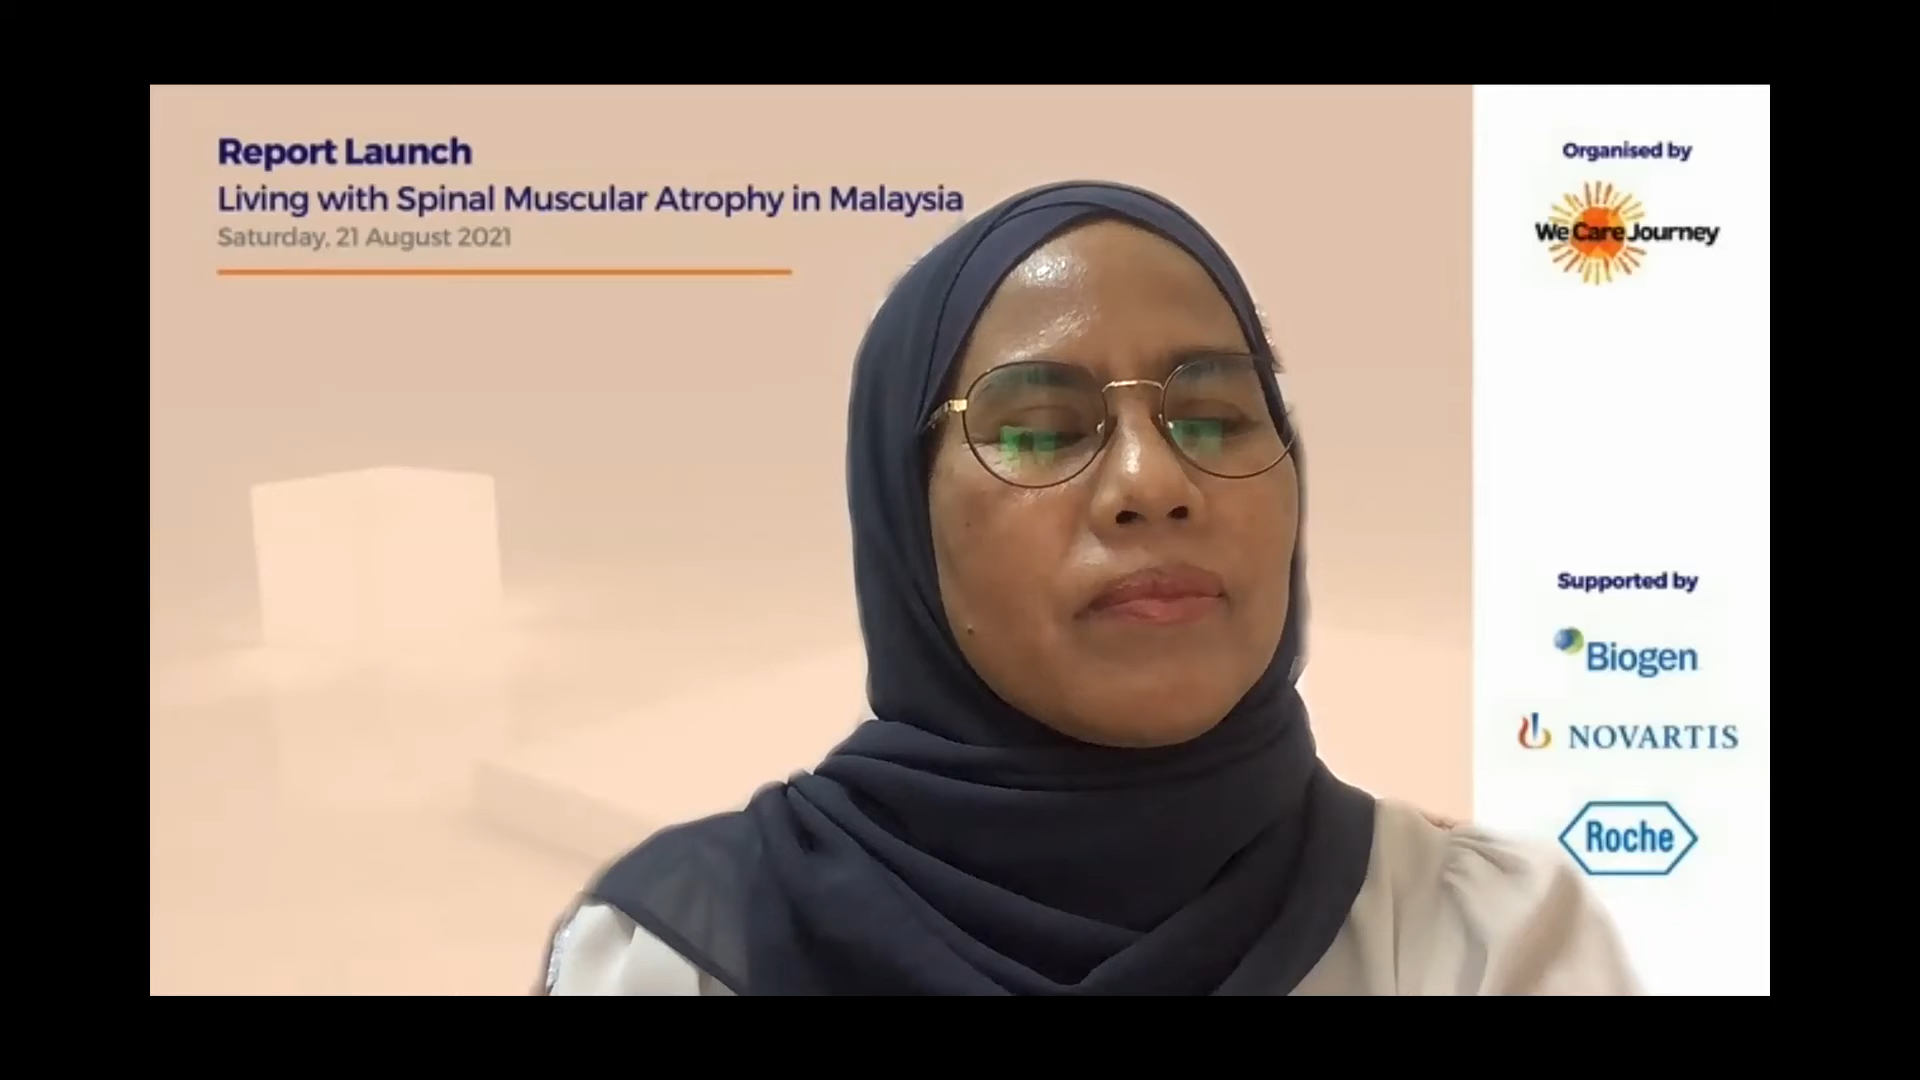 Report Launch
Living with Spinal Muscular Atrophy in Malaysia
Saturday, 21 August 2021
Organised by
We Care Journey
Supported by
Biogen
NOVARTIS
Roche